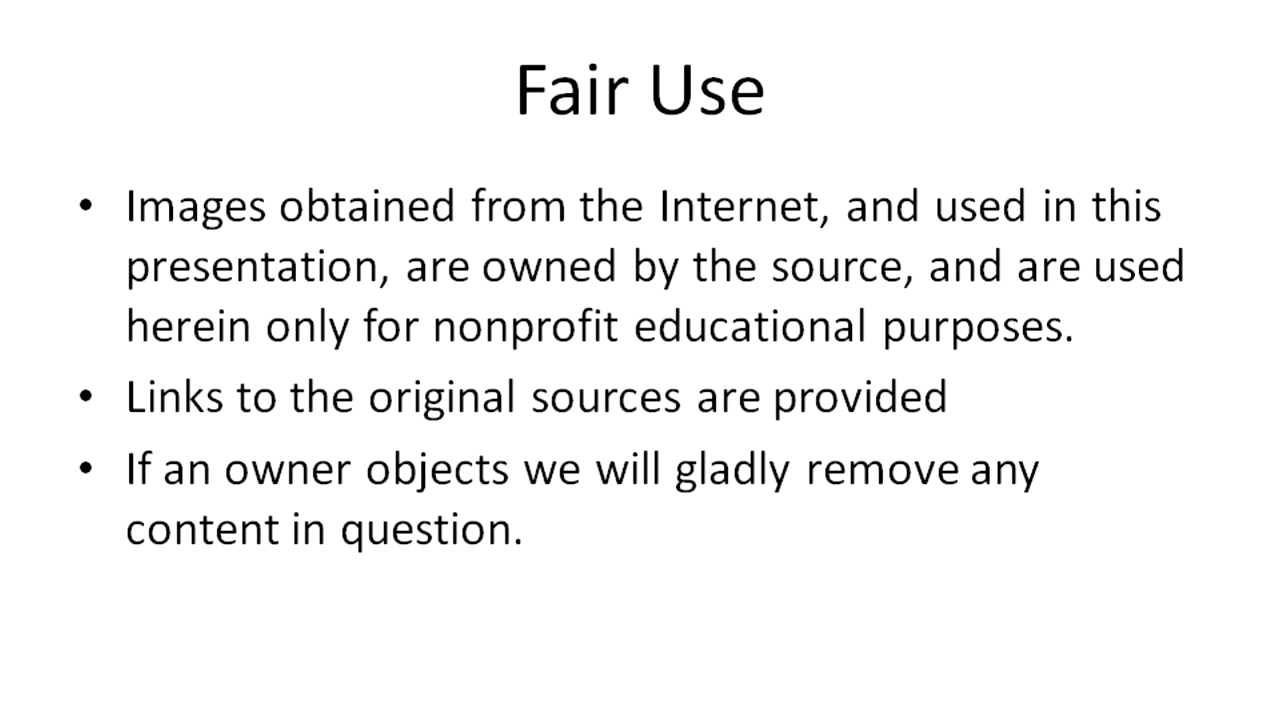 Fair Use
• Images obtained from the Internet, and used in this
presentation, are owned by the source, and are used
herein only for nonprofit educational purposes.
• Links to the original sources are provided
• If an owner objects we will gladly remove any
content in question.